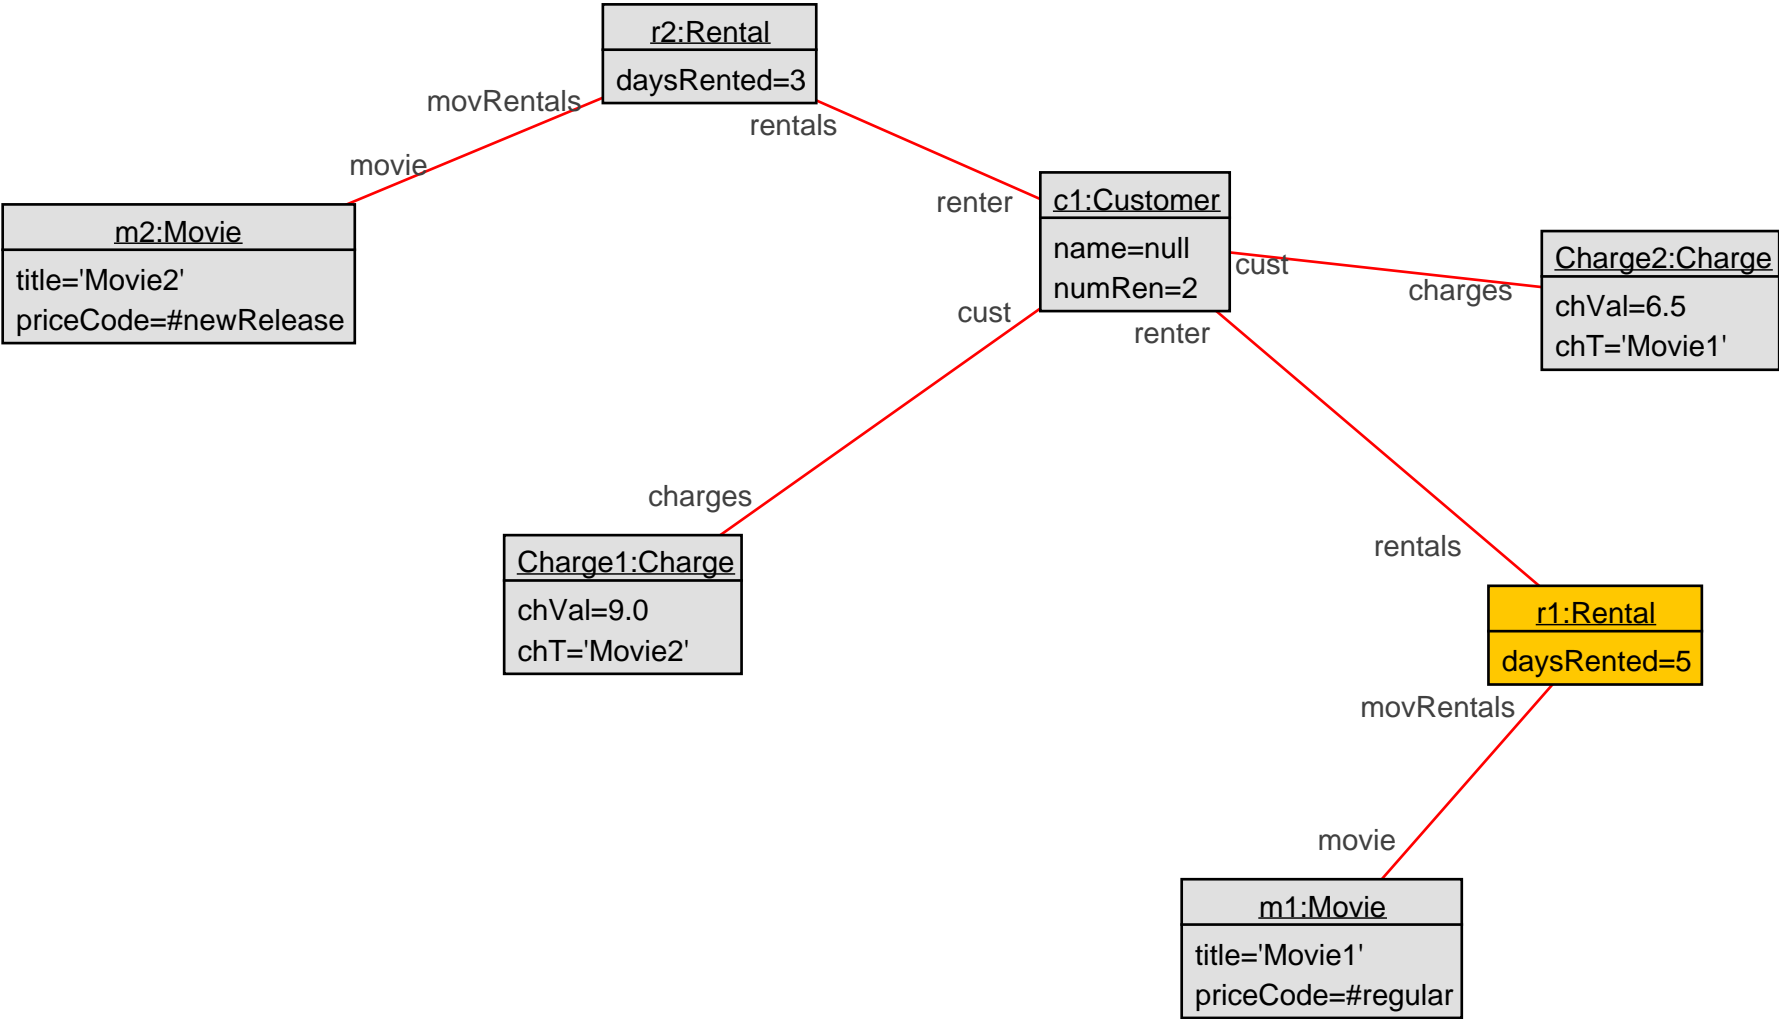 r2:Rental
daysRented=3
movRentals
rentals
movie
renter
c1:Customer
name=null
numRen=2
m2:Movie
title='Movie2'
priceCode=#newRelease
cust
charges
Charge2:Charge
chVal=6.5
chT='Movie1'
cust
renter
charges
Charge1:Charge
chVal=9.0
chT='Movie2'
rentals
r1:Rental
daysRented=5
movRentals
movie
m1:Movie
title='Movie1'
priceCode=#regular